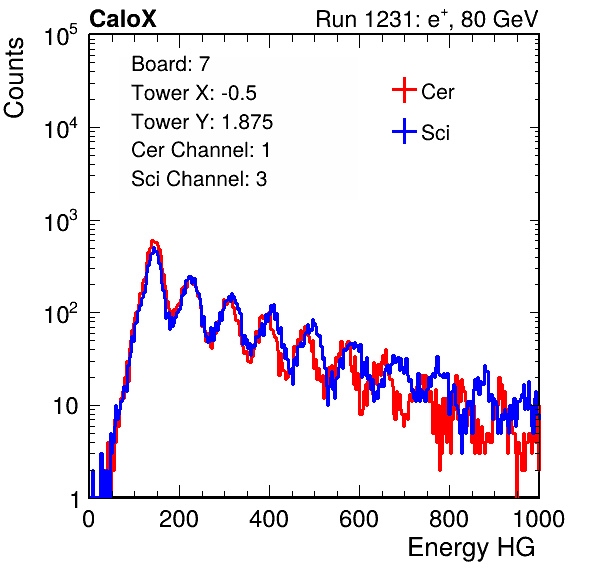 CaloX Run 1231: e⁺, 80 GeV
Counts
Board: 7
Tower X: -0.5
Tower Y: 1.875
Cer Channel: 1
Sci Channel: 3
Cer
Sci
10⁵
10⁴
10³
10²
10
1
0 200 400 600 800 1000
Energy HG